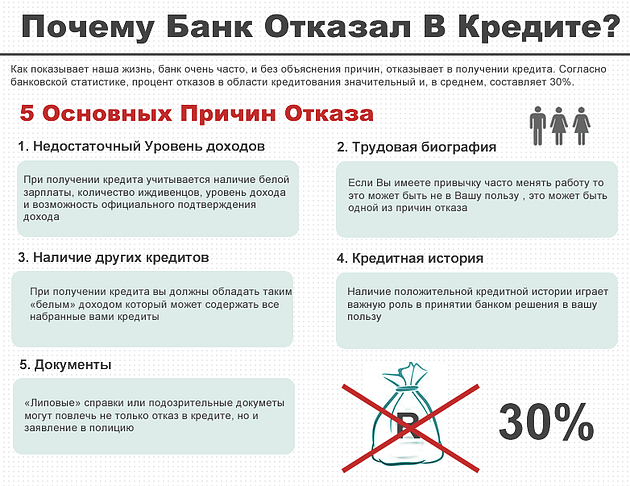 Почему Банк Отказал В Кредите?
Как показывает наша жизнь, банк очень часто, и без объяснения причин, отказывает в получении кредита. Согласно
банковской статистике, процент отказов в области кредитования значительный и, в среднем, составляет 30%.
5 Основных Причин Отказа
1. Недостаточный Уровень доходов
При получении кредита учитывается наличие белой
зарплаты, количество иждивенцов, уровень дохода
и возможность официального подтверждения
дохода
2. Трудовая биография
Если Вы имеете привычку часто менять работу то
это может быть не в Вашу пользу , это может быть
одной из причин отказа
3. Наличие других кредитов
При получении кредита вы должны обладать таким
«белым» доходом который может содержать все
набранные вами кредиты
4. Кредитная история
Наличие положительной кредитной истории играет
важную роль в принятии банком решения в вашу
пользу
5. Документы
«Липовые» справки или подозрительные докуметы
могут повлечь не только отказ в кредите, но и
заявление в полицию
R
30%